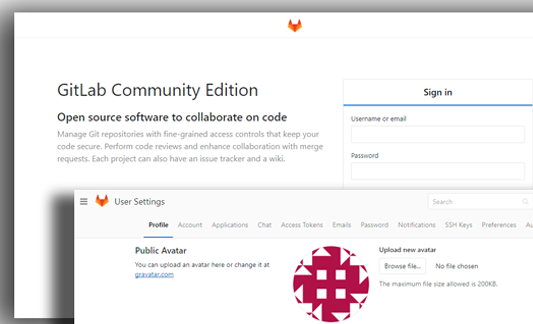 GitLab Community Edition
Open source software to collaborate on code
Manage Git repositories with fine-grained access controls that keep your
code secure. Perform code reviews and enhance collaboration with merge
requests. Each project can also have an issue tracker and a wiki.
Sign in
Username or email
Password
User Settings
Search
Profile Account Applications Chat Access Tokens Emails Password Notifications SSH Keys Preferences Au
Public Avatar
You can upload an avatar here or change it at
gravatar.com
Upload new avatar
Browse file... No file chosen
The maximum file size allowed is 200KB.